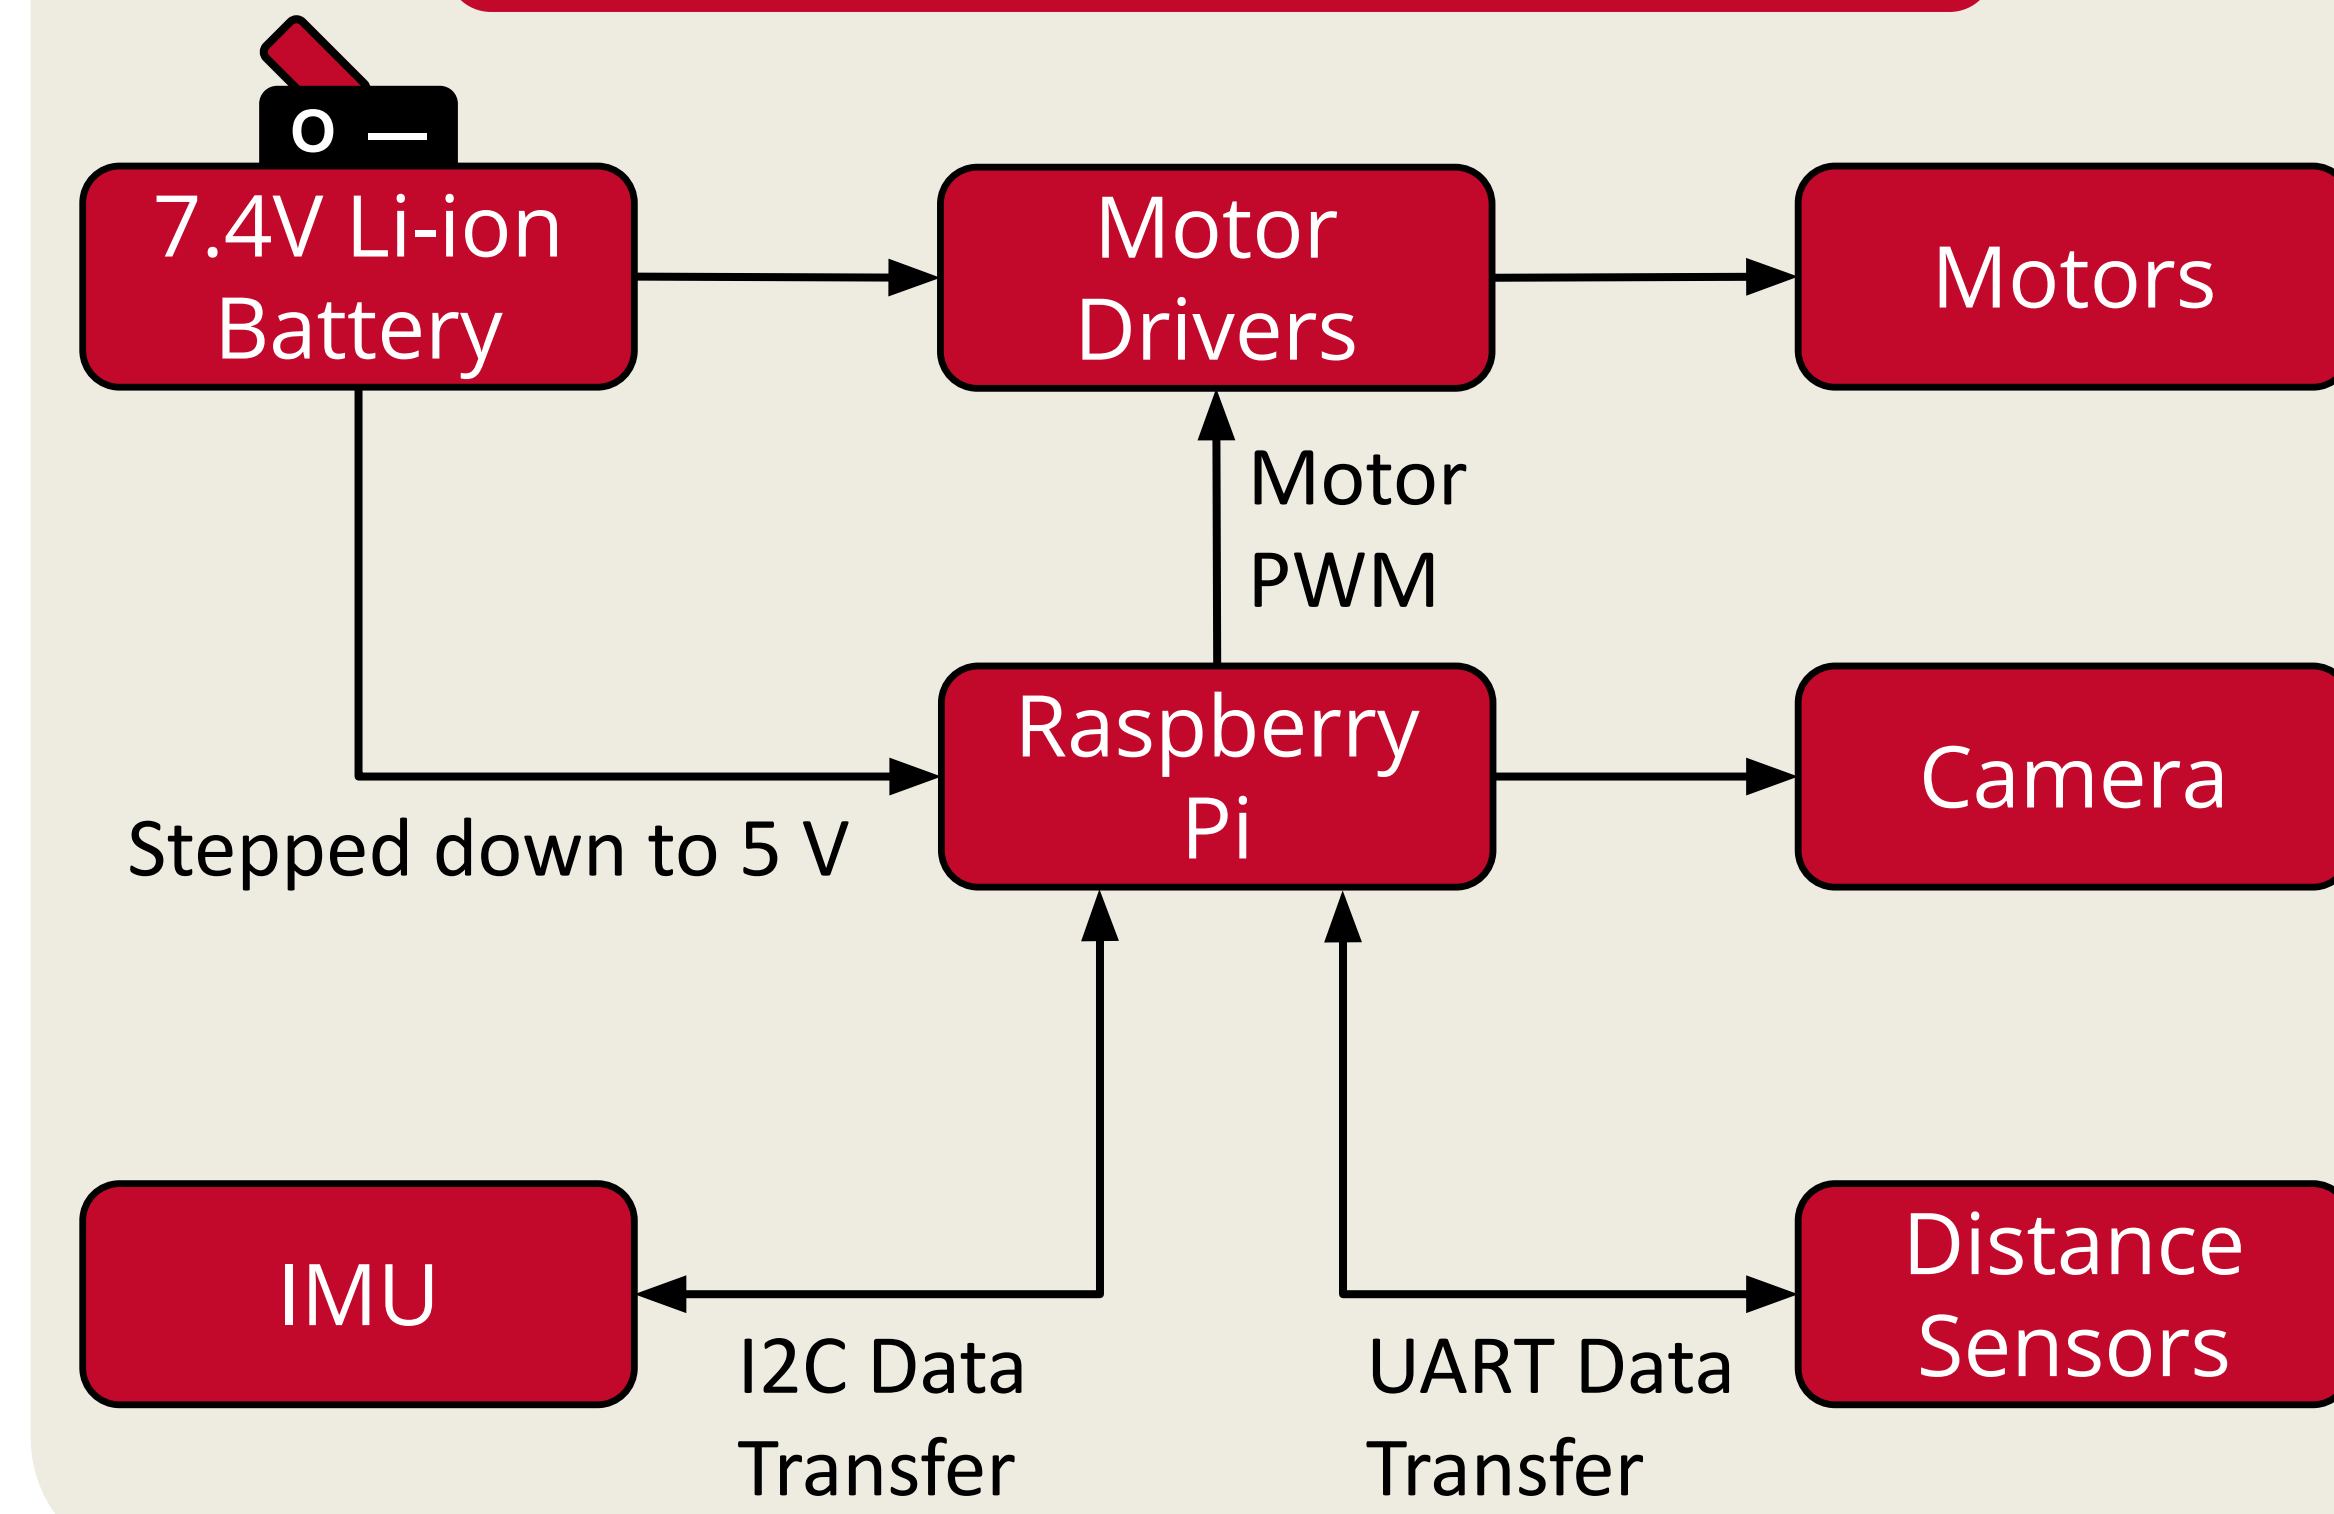 O —
7.4V Li-ion
Battery
Motor
Drivers
Motors
Motor
PWM
Raspberry
Pi
Camera
Stepped down to 5 V
IMU
Distance
Sensors
I2C Data
Transfer
UART Data
Transfer